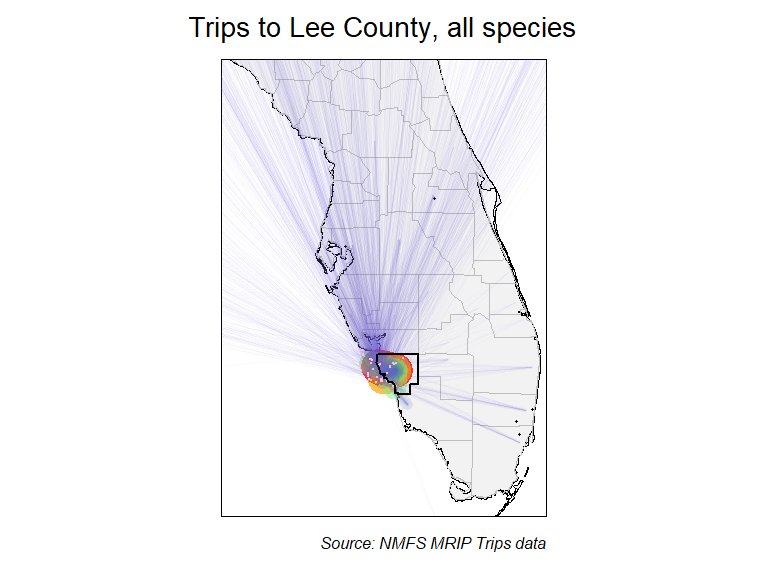 Trips to Lee County, all species
Source: NMFS MRIP Trips data